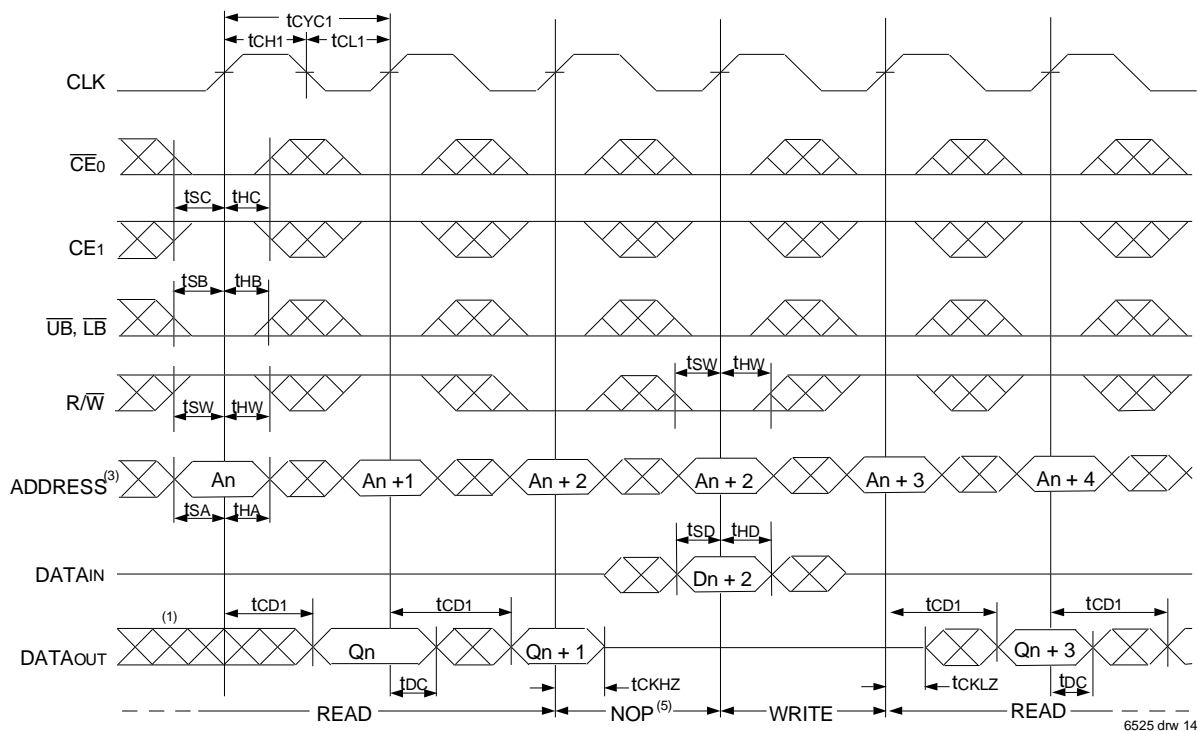 tCYC1
tCH1 tCL1
CLK
CE0
tSC tHC
CE1
tSB tHB
UB, LB
tSW tHW
R/W
tSW tHW
ADDRESS(3) An An +1 An + 2 An + 2 An + 3 An + 4
tSA tHA
tSD tHD
DATAIN Dn + 2
tCD1 tCD1 tCD1 tCD1
(1)
DATAOUT Qn Qn + 1 Qn + 3
tDC tCKHZ tCKLZ tDC
READ NOP(5) WRITE READ
6525 drw 14